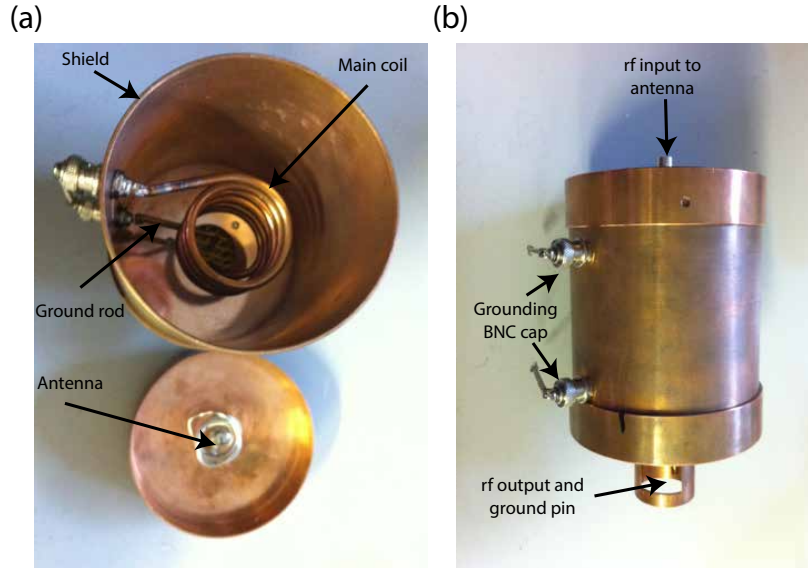 (a)
Shield
Main coil
Ground rod
Antenna
(b)
rf input to
antenna
Grounding
BNC cap
rf output and
ground pin